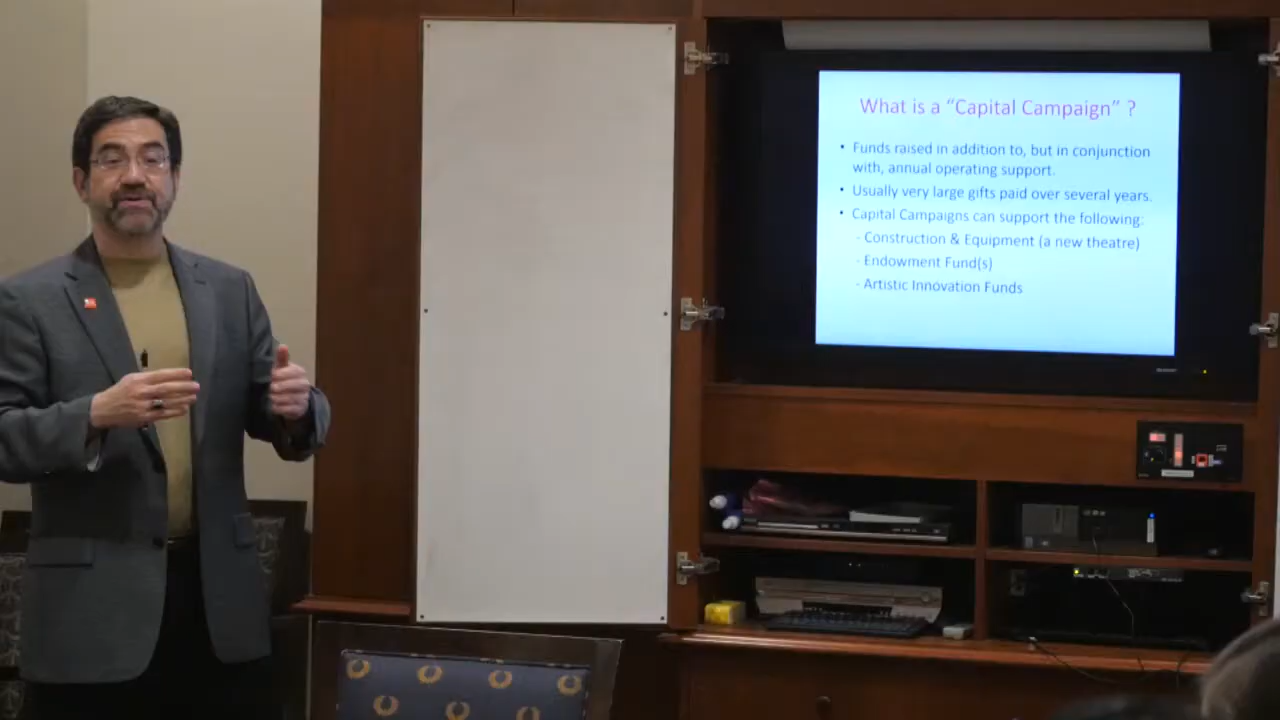 What is a “Capital Campaign” ?
• Funds raised in addition to, but in conjunction
with, annual operating support.
• Usually very large gifts paid over several years.
• Capital Campaigns can support the following:
- Construction & Equipment (a new theatre)
- Endowment Fund(s)
- Artistic Innovation Funds